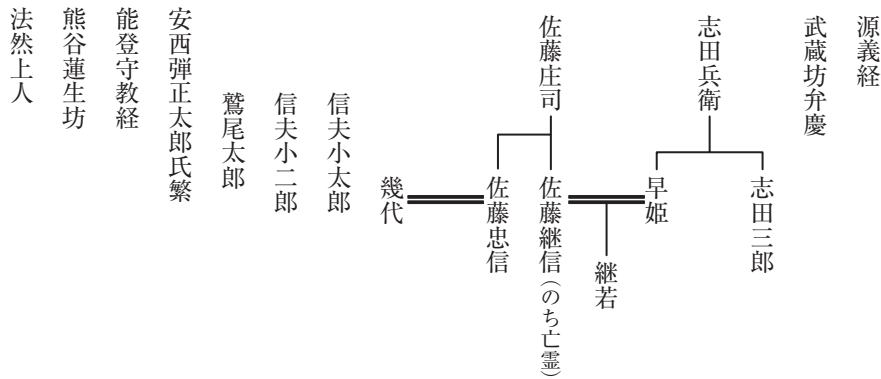 源義経
武蔵坊弁慶
志田兵衛
志田三郎
早姫
継若
佐藤庄司
佐藤継信（のち亡霊）
佐藤忠信
幾代
信夫小太郎
信夫小二郎
鷲尾太郎
安西弾正太郎氏繁
能登守教経
熊谷蓮生坊
法然上人